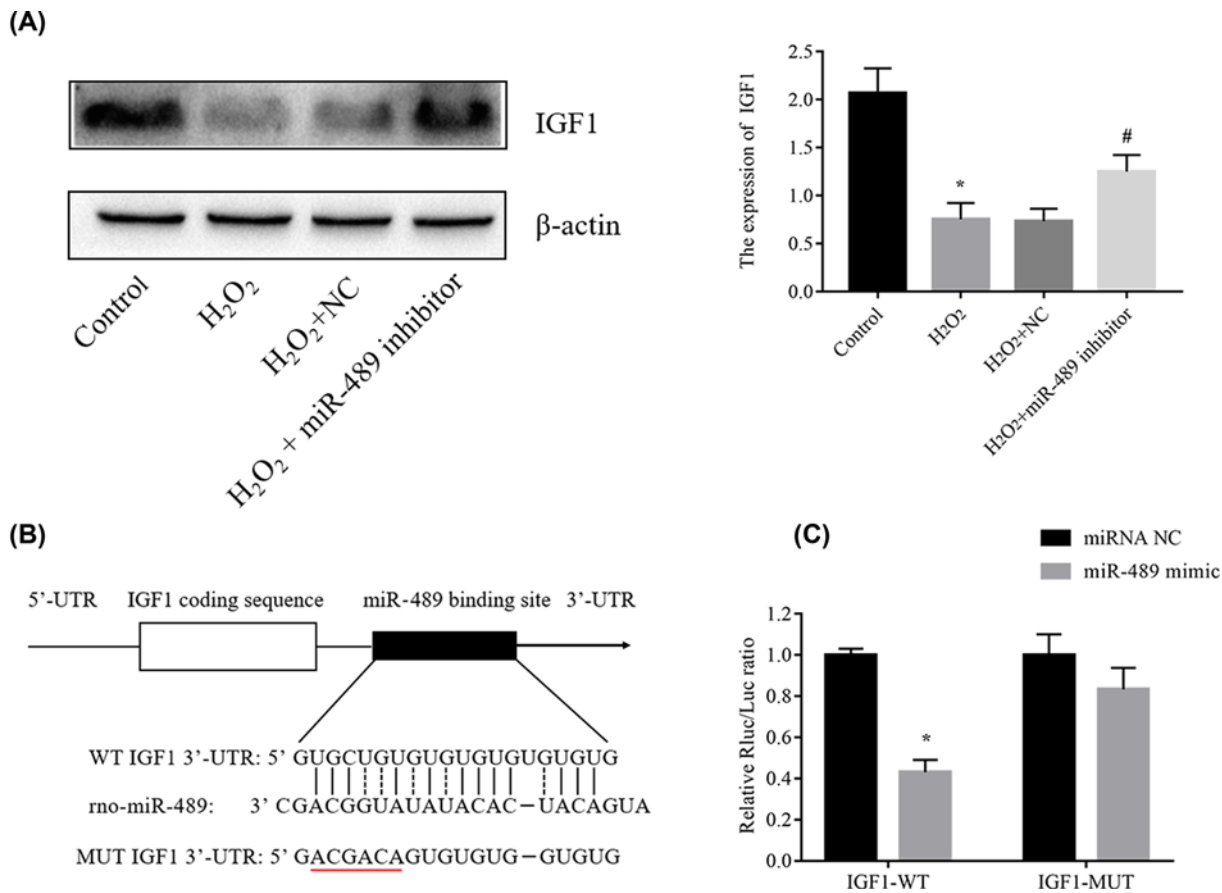 (A)
IGF1
β-actin
Control
H₂O₂
H₂O₂+NC
H₂O₂ + miR-489 inhibitor
The expression of IGF1
2.5
2.0
1.5
1.0
0.5
0.0
*
#
Control
H₂O₂
H₂O₂+NC
H₂O₂+miR-489 inhibitor
(B)
5’-UTR IGF1 coding sequence miR-489 binding site 3’-UTR
WT IGF1 3’-UTR: 5’ GUGCUGUGUGUGUGUGUGUG
rno-miR-489: 3’ CGACGGUAUAUACAC–UACAGUA
MUT IGF1 3’-UTR: 5’ GACGACAGUGUGUG–GUGUG
(C)
miRNA NC
miR-489 mimic
Relative Rluc/Luc ratio
1.2
1.0
0.8
0.6
0.4
0.2
0.0
*
IGF1-WT
IGF1-MUT